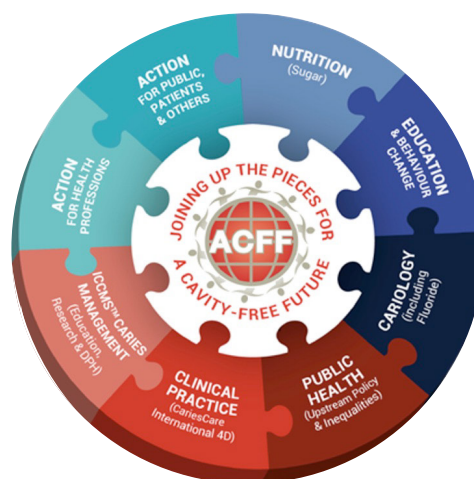 NUTRITION
(Sugar)
EDUCATION
& BEHAVIOUR
CHANGE
CARIOLOGY
(including
Fluoride)
PUBLIC
HEALTH
(Upstream Policy
& Inequalities)
CLINICAL
PRACTICE
(CariesCare
International 4D)
ICCMS™ CARIES
MANAGEMENT
(Education,
Research & DPH)
ACTION
FOR HEALTH
PROFESSIONS
ACTION
FOR PUBLIC,
PATIENTS
& OTHERS
JOINING UP THE PIECES FOR
ACFF
A CAVITY-FREE FUTURE